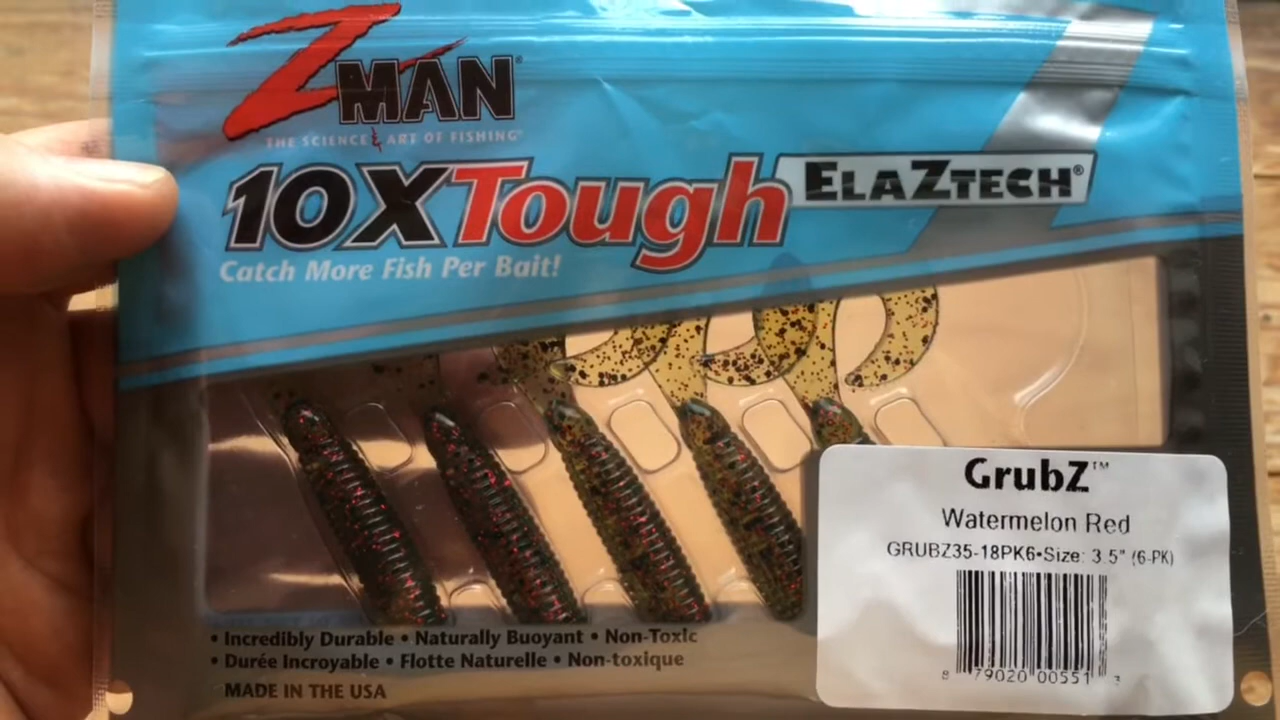 ZMAN®
THE SCIENCE & ART OF FISHING®
10X Tough ELAZTECH®
Catch More Fish Per Bait!
GrubZ™
Watermelon Red
GRUBZ35-18PK6•Size: 3.5" (6-PK)
8 79020 00551 3
• Incredibly Durable • Naturally Buoyant • Non-Toxic
• Durée Incroyable • Flotte Naturelle • Non-toxique
MADE IN THE USA